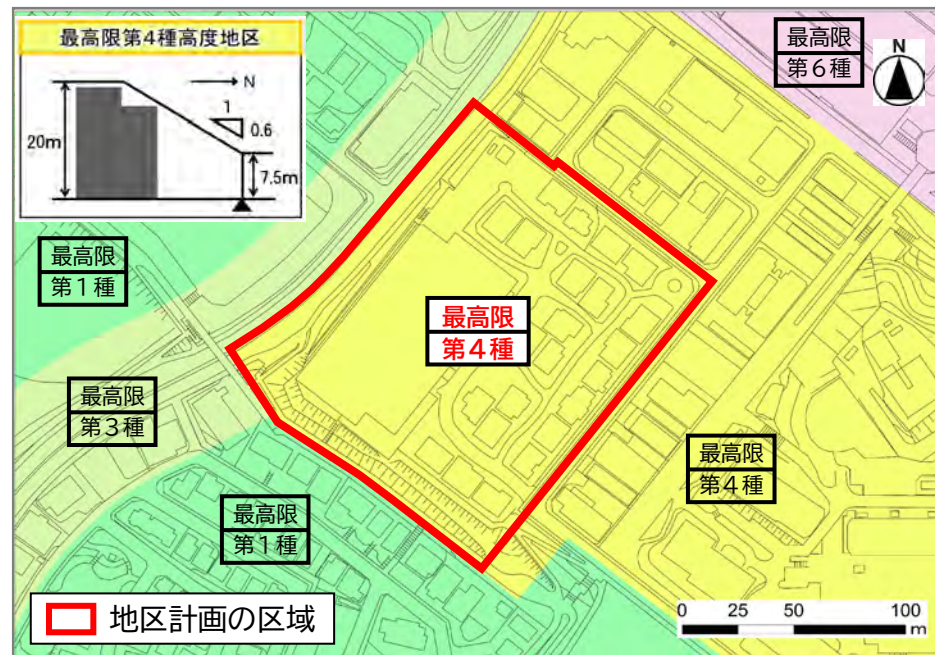 最高限第4種高度地区
N
1
0.6
20m
7.5m
最高限
第6種
N
最高限
第1種
最高限
第4種
最高限
第3種
最高限
第4種
最高限
第1種
地区計画の区域
0 25 50 100
m